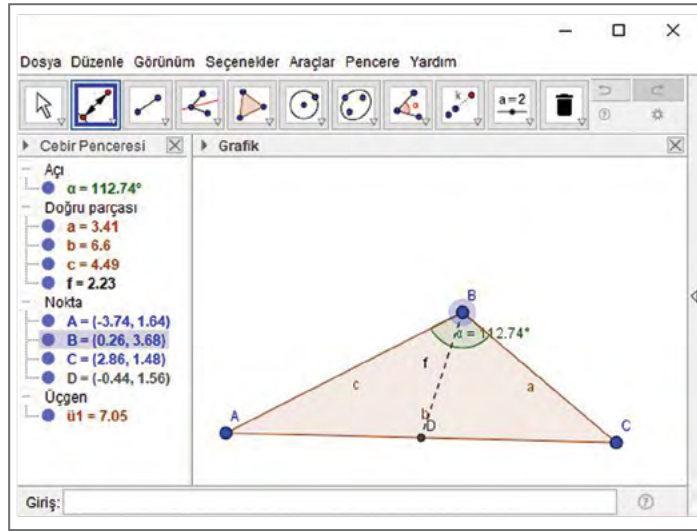 Dosya Düzenle Görünüm Seçenekler Araçlar Pencere Yardım
k
α
a=2
Cebir Penceresi
Grafik
Açı
α = 112.74°
Doğru parçası
a = 3.41
b = 6.6
c = 4.49
f = 2.23
Nokta
A = (-3.74, 1.64)
B = (0.26, 3.68)
C = (2.86, 1.48)
D = (-0.44, 1.56)
Üçgen
ü1 = 7.05
B
α = 112.74°
f
c
a
A
b
D
C
Giriş: